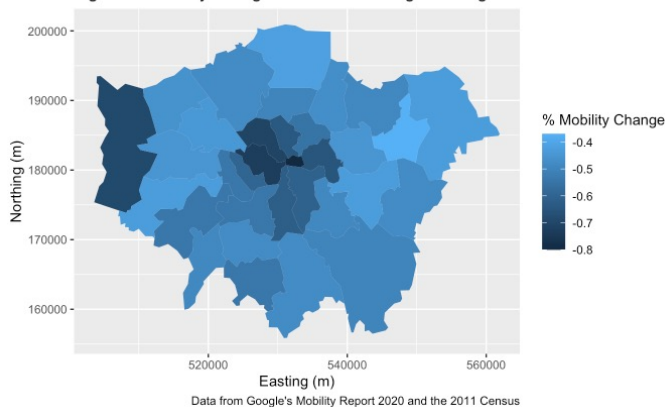 200000
190000
180000
170000
160000
Northing (m)
520000 540000 560000
Easting (m)
% Mobility Change
-0.4
-0.5
-0.6
-0.7
-0.8
Data from Google's Mobility Report 2020 and the 2011 Census